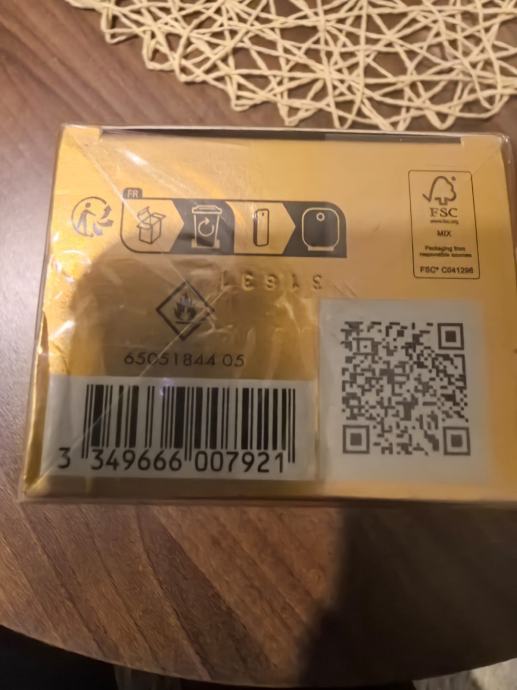 FR
FSC
www.fsc.org
MIX
Packaging from
responsible sources
FSC® C041296
65051844 05
3 349666 007921